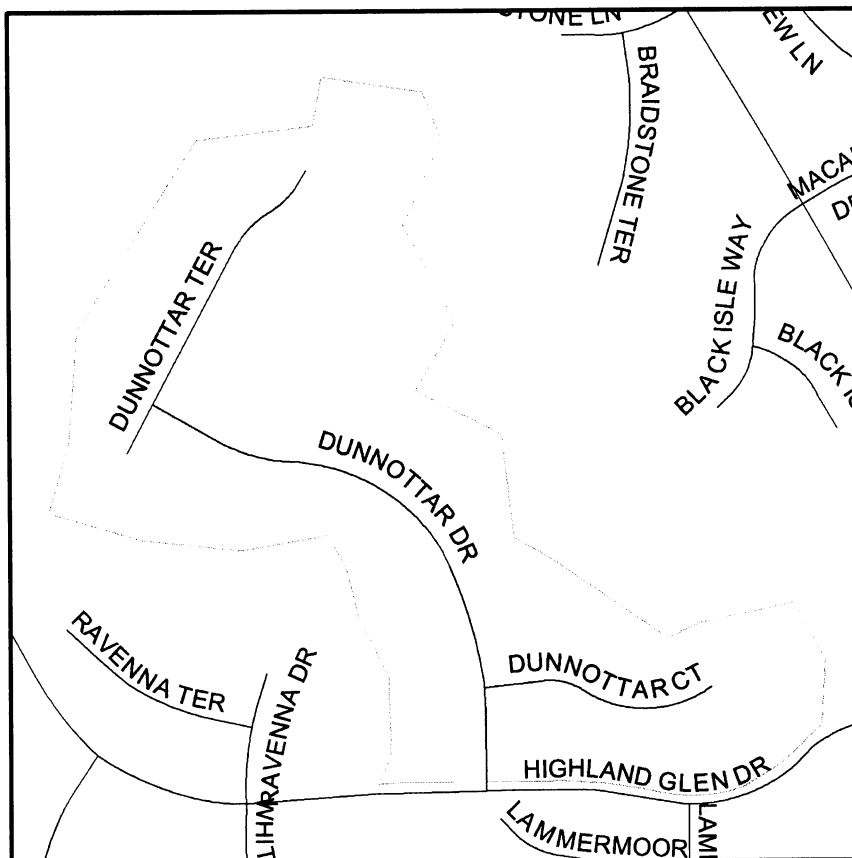 BRAIDSTONE TER
DUNNOTTAR TER
BLACK ISLE WAY
BLACK
DUNNOTTAR DR
RAVENNA TER
RAVENNA DR
DUNNOTTAR CT
HIGHLAND GLEN DR
LAMMERMOOR